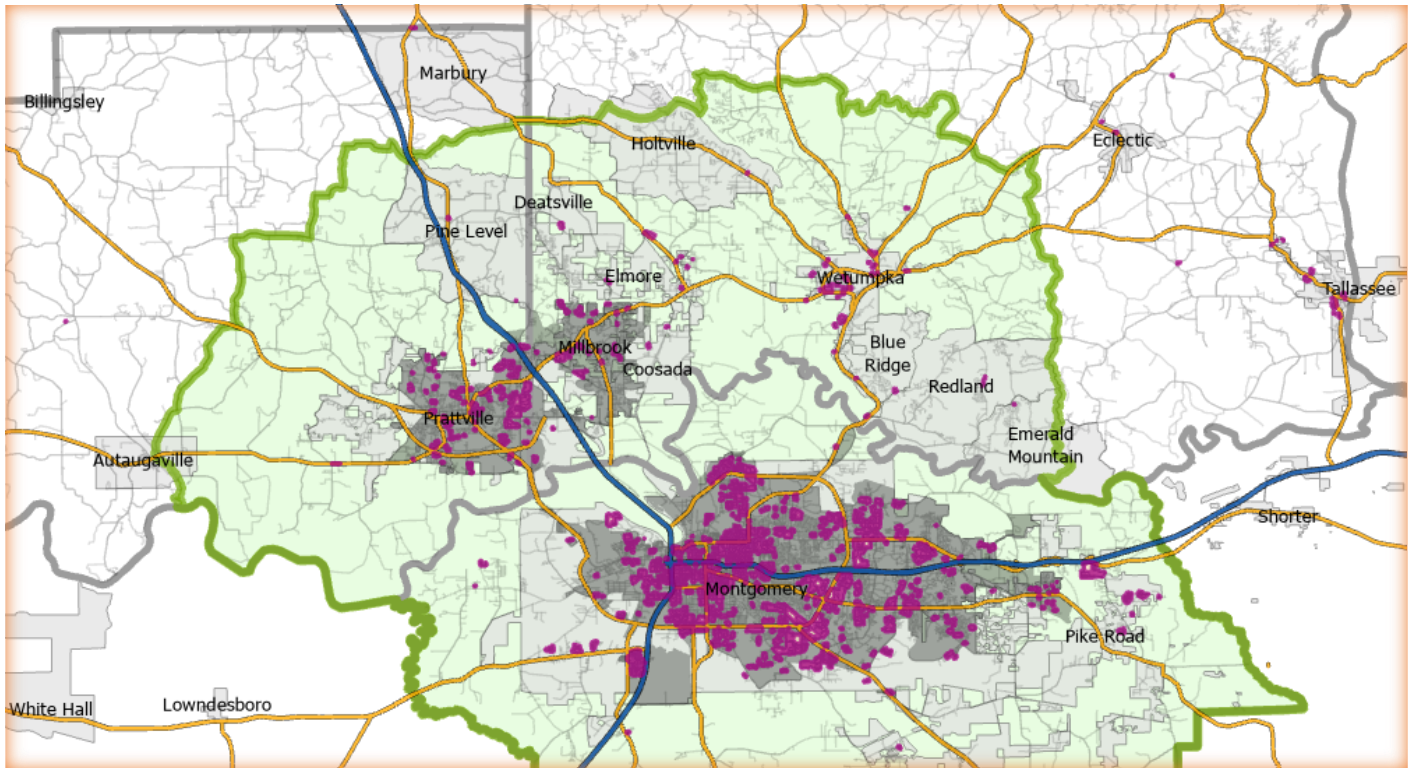 Marbury
Billingsley
Eclectic
Holtville
Deatsville
Pine Level
Elmore
Wetumpka
Tallassee
Millbrook
Blue
Ridge
Coosada
Redland
Prattville
Emerald
Mountain
Autaugaville
Shorter
Montgomery
Pike Road
Lowndesboro
White Hall